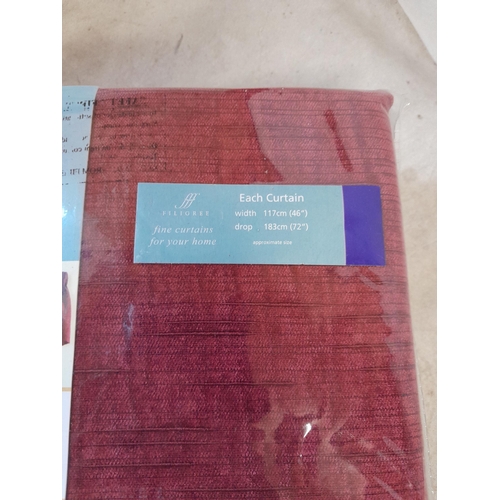 FILIGREE
fine curtains
for your home
Each Curtain
width 117cm (46")
drop 183cm (72")
approximate size